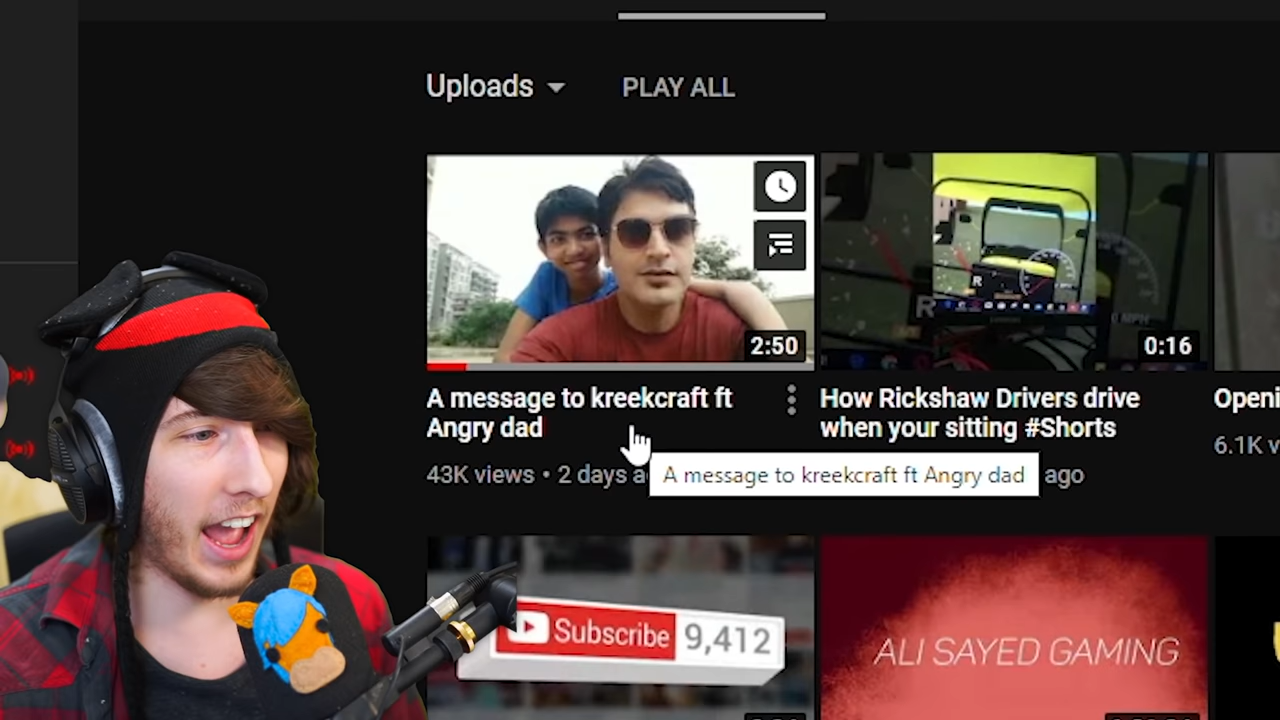 Uploads
PLAY ALL
2:50
R
R
0 MPH
0:16
A message to kreekcraft ft
Angry dad
43K views • 2 days a
How Rickshaw Drivers drive
when your sitting #Shorts
ago
Openi
6.1K v
A message to kreekcraft ft Angry dad
Subscribe 9,412
ALI SAYED GAMING